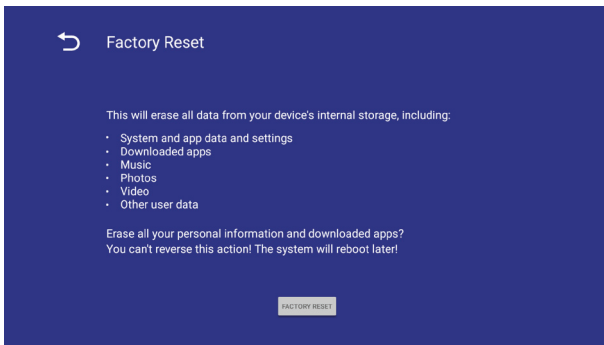 Factory Reset
This will erase all data from your device's internal storage, including:
• System and app data and settings
• Downloaded apps
• Music
• Photos
• Video
• Other user data
Erase all your personal information and downloaded apps?
You can't reverse this action! The system will reboot later!
FACTORY RESET